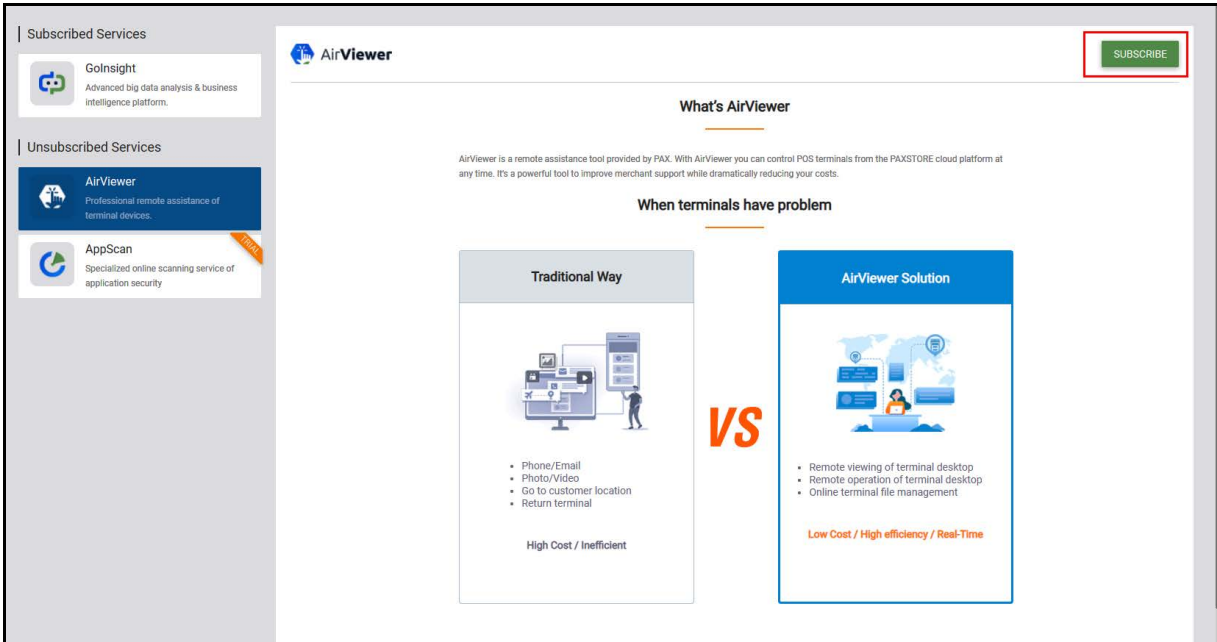 Subscribed Services
GoInsight
Advanced big data analysis & business
intelligence platform.
Unsubscribed Services
AirViewer
Professional remote assistance of
terminal devices.
TRIAL
AppScan
Specialized online scanning service of
application security
AirViewer
SUBSCRIBE
What's AirViewer
AirViewer is a remote assistance tool provided by PAX. With AirViewer you can control POS terminals from the PAXSTORE cloud platform at
any time. It's a powerful tool to improve merchant support while dramatically reducing your costs.
When terminals have problem
Traditional Way
• Phone/Email
• Photo/Video
• Go to customer location
• Return terminal
High Cost / Inefficient
VS
AirViewer Solution
• Remote viewing of terminal desktop
• Remote operation of terminal desktop
• Online terminal file management
Low Cost / High efficiency / Real-Time